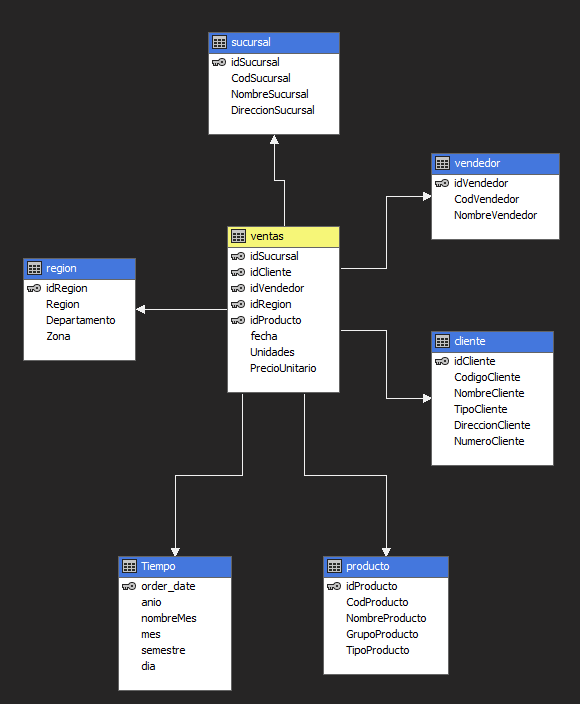 sucursal
idSucursal
CodSucursal
NombreSucursal
DireccionSucursal
vendedor
idVendedor
CodVendedor
NombreVendedor
ventas
idSucursal
idCliente
idVendedor
idRegion
idProducto
fecha
Unidades
PrecioUnitario
region
idRegion
Region
Departamento
Zona
cliente
idCliente
CodigoCliente
NombreCliente
TipoCliente
DireccionCliente
NumeroCliente
Tiempo
order_date
anio
nombreMes
mes
semestre
dia
producto
idProducto
CodProducto
NombreProducto
GrupoProducto
TipoProducto